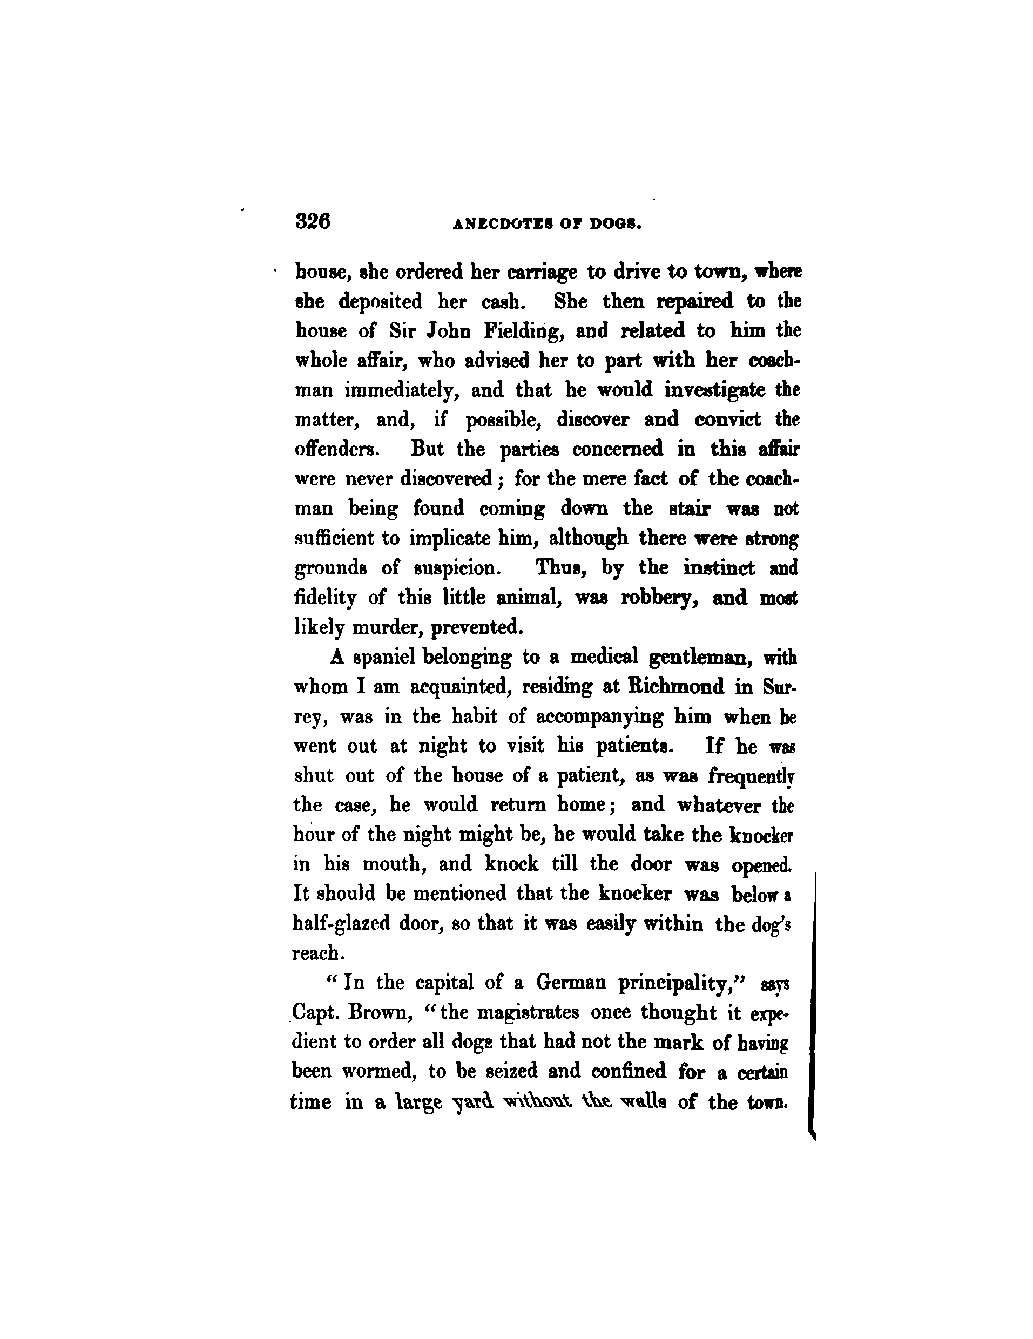 326 ANECDOTES OF DOGS.
house, she ordered her carriage to drive to town, where
she deposited her cash. She then repaired to the
house of Sir John Fielding, and related to him the
whole affair, who advised her to part with her coach-
man immediately, and that he would investigate the
matter, and, if possible, discover and convict the
offenders. But the parties concerned in this affair
were never discovered; for the mere fact of the coach-
man being found coming down the stair was not
sufficient to implicate him, although there were strong
grounds of suspicion. Thus, by the instinct and
fidelity of this little animal, was robbery, and most
likely murder, prevented.
A spaniel belonging to a medical gentleman, with
whom I am acquainted, residing at Richmond in Sur-
rey, was in the habit of accompanying him when he
went out at night to visit his patients. If he was
shut out of the house of a patient, as was frequently
the case, he would return home; and whatever the
hour of the night might be, he would take the knocker
in his mouth, and knock till the door was opened.
It should be mentioned that the knocker was below a
half-glazed door, so that it was easily within the dog's
reach.
"In the capital of a German principality," says
Capt. Brown, "the magistrates once thought it expe-
dient to order all dogs that had not the mark of having
been wormed, to be seized and confined for a certain
time in a large yard without the walls of the town.